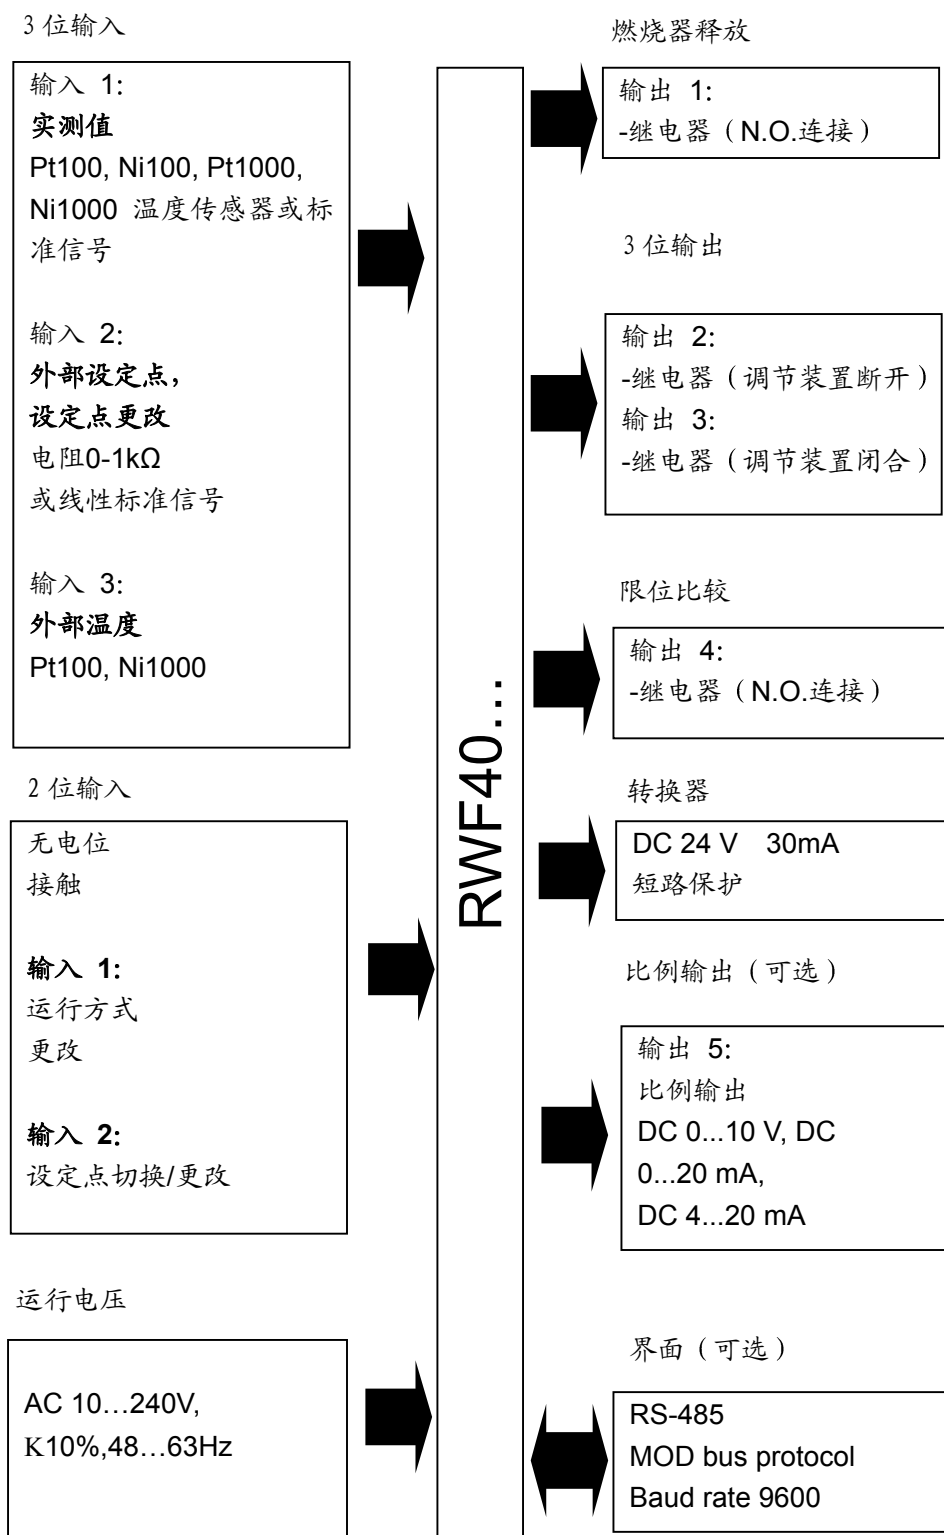 3 位输入
输入 1:
实测值
Pt100, Ni100, Pt1000,
Ni1000 温度传感器或标
准信号
输入 2:
外部设定点，
设定点更改
电阻0-1kΩ
或线性标准信号
输入 3:
外部温度
Pt100, Ni1000
2 位输入
无电位
接触
输入 1:
运行方式
更改
输入 2:
设定点切换/更改
运行电压
AC 10…240V,
K10%,48…63Hz
RWF40…
燃烧器释放
输出 1:
-继电器（N.O.连接）
3 位输出
输出 2:
-继电器（调节装置断开）
输出 3:
-继电器（调节装置闭合）
限位比较
输出 4:
-继电器（N.O.连接）
转换器
DC 24 V 30mA
短路保护
比例输出（可选）
输出 5:
比例输出
DC 0...10 V, DC
0...20 mA,
DC 4...20 mA
界面（可选）
RS-485
MOD bus protocol
Baud rate 9600